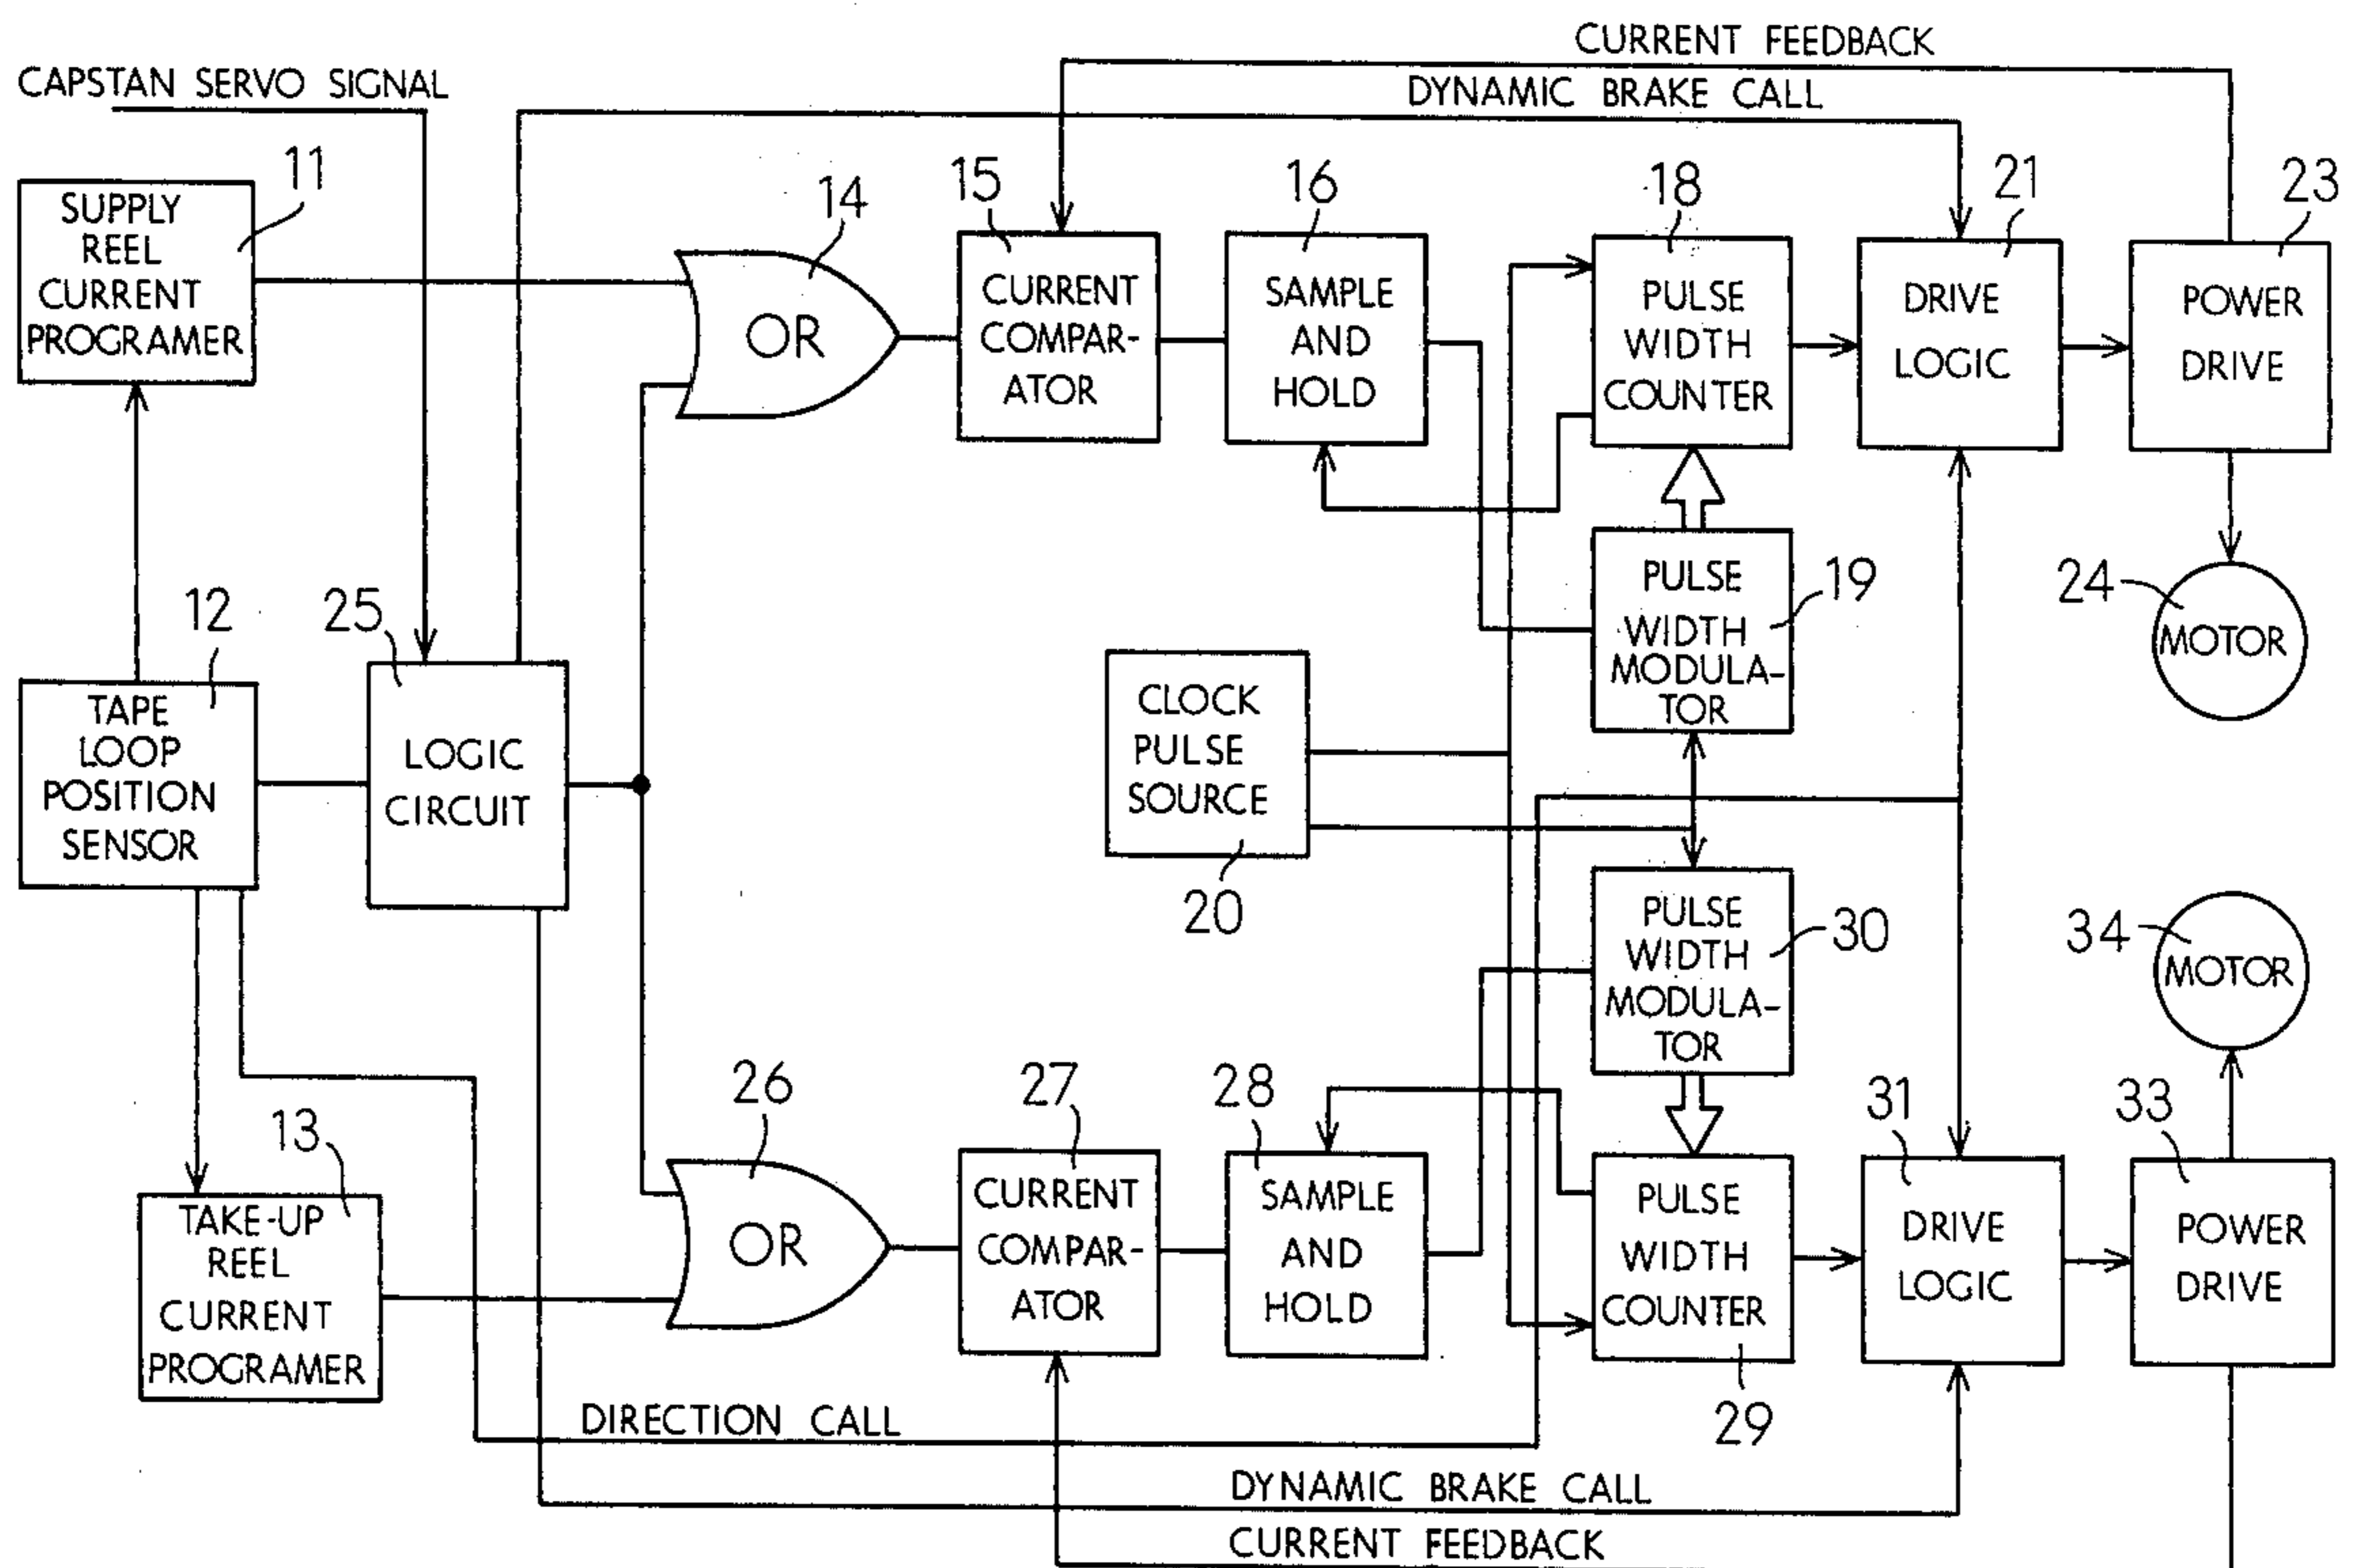 CURRENT FEEDBACK
CAPSTAN SERVO SIGNAL
DYNAMIC BRAKE CALL
11
SUPPLY
REEL
CURRENT
PROGRAMER
14
OR
15
CURRENT
COMPAR-
ATOR
16
SAMPLE
AND
HOLD
18
PULSE
WIDTH
COUNTER
21
DRIVE
LOGIC
23
POWER
DRIVE
12
TAPE
LOOP
POSITION
SENSOR
25
LOGIC
CIRCUIT
CLOCK
PULSE
SOURCE
20
PULSE
WIDTH
MODULA-
TOR
19
24
MOTOR
PULSE
WIDTH
MODULA-
TOR
30
34
MOTOR
13
TAKE-UP
REEL
CURRENT
PROGRAMER
26
OR
27
CURRENT
COMPAR-
ATOR
28
SAMPLE
AND
HOLD
PULSE
WIDTH
COUNTER
29
31
DRIVE
LOGIC
33
POWER
DRIVE
DIRECTION CALL
DYNAMIC BRAKE CALL
CURRENT FEEDBACK